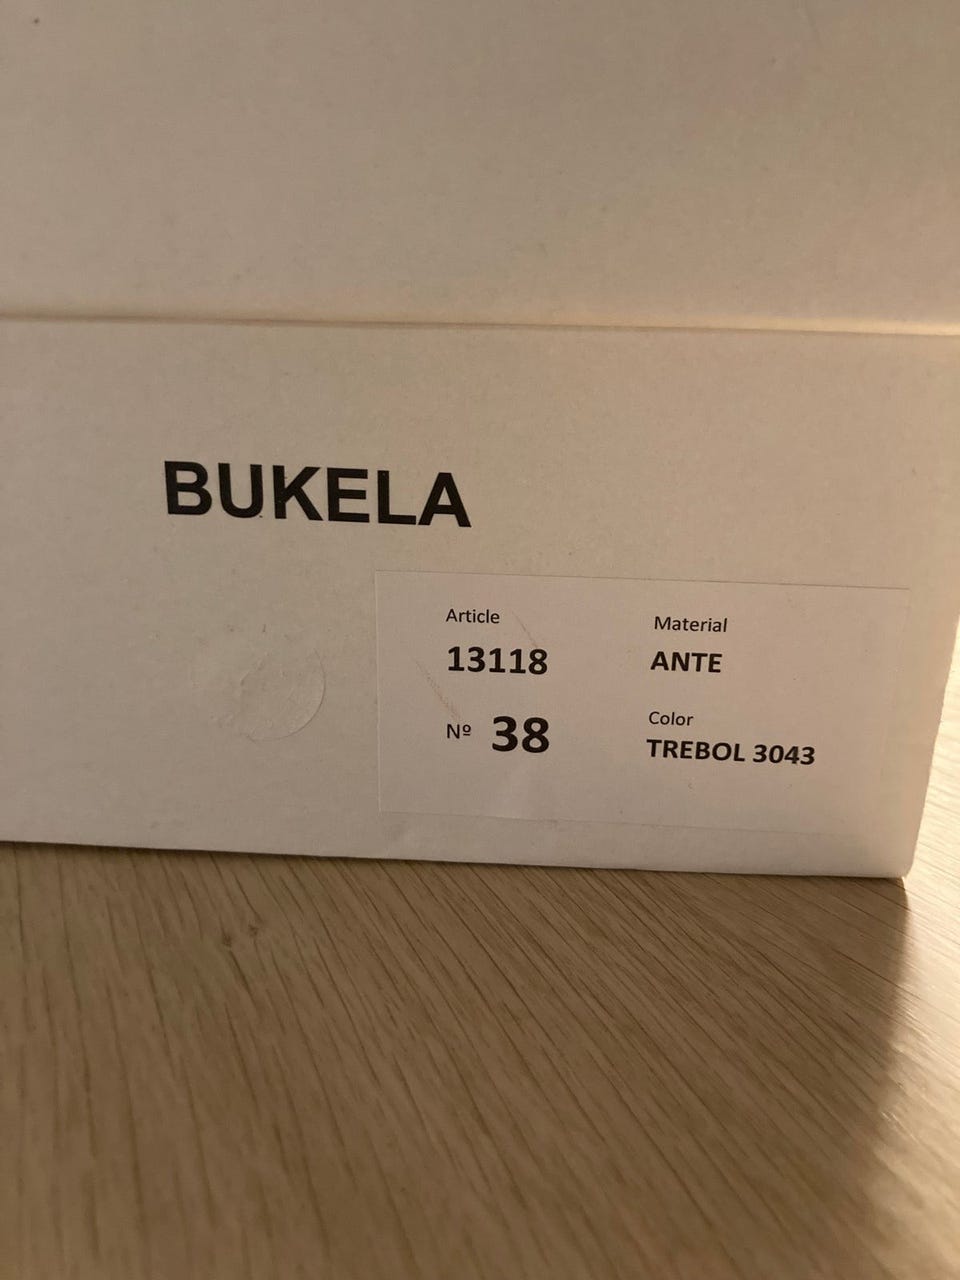 BUKELA
Article
13118
Material
ANTE
Nº 38
Color
TREBOL 3043